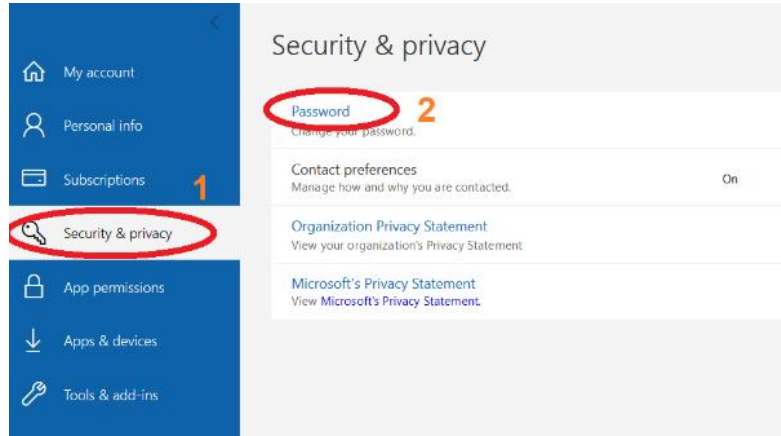 My account
Personal info
Subscriptions
1
Security & privacy
App permissions
Apps & devices
Tools & add-ins
Security & privacy
Password
2
Change your password.
Contact preferences
On
Manage how and why you are contacted.
Organization Privacy Statement
View your organization's Privacy Statement
Microsoft's Privacy Statement
View Microsoft's Privacy Statement.